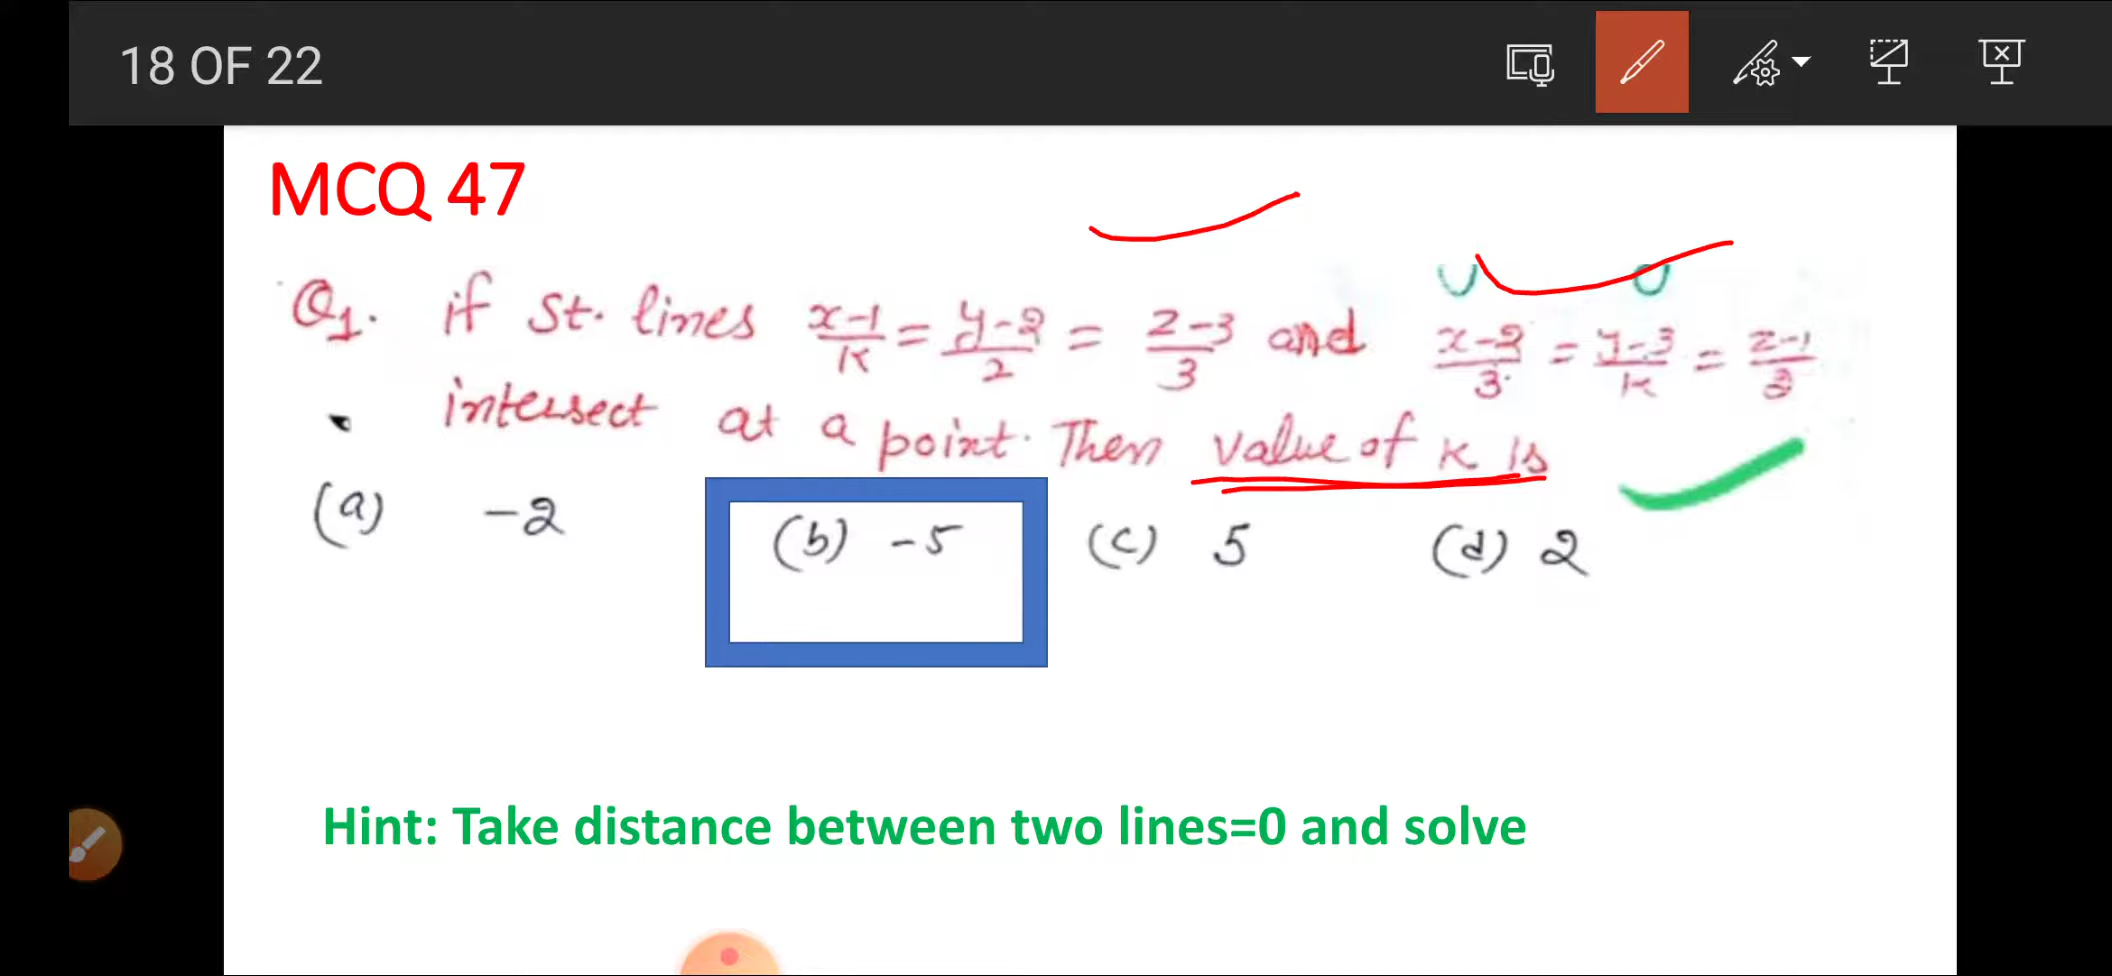 18 OF 22
MCQ 47
Q1. if St. lines x-1/k = y-2/2 = z-3/3 and x-2/3 = y-3/k = z-1/2
intersect at a point. Then value of k is
(a) -2 (b) -5 (c) 5 (d) 2
Hint: Take distance between two lines=0 and solve